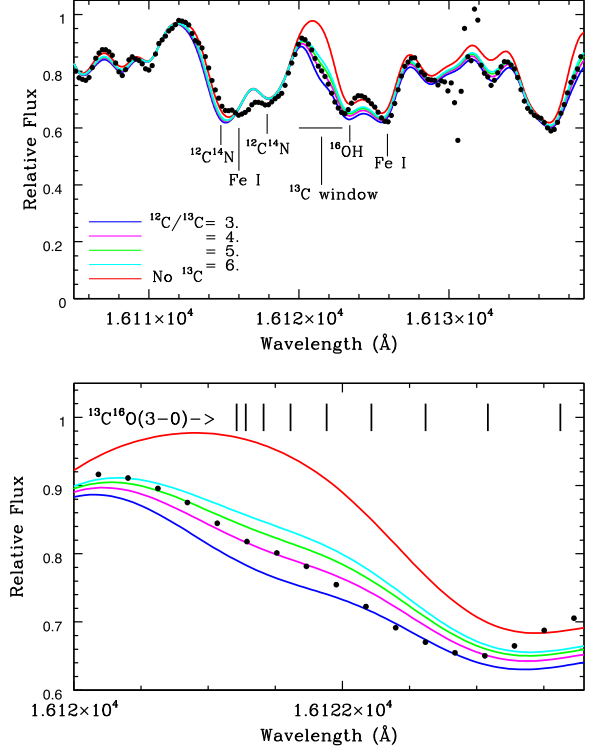 1
0.8
0.6
0.4
0.2
0
Relative Flux
¹²C¹⁴N
Fe I
¹²C¹⁴N
¹⁶OH
Fe I
¹³C window
¹²C/¹³C= 3.
= 4.
= 5.
= 6.
No ¹³C
1.611×10⁴ 1.612×10⁴ 1.613×10⁴
Wavelength (Å)
¹³C¹⁶O(3-0)->
1
0.9
0.8
0.7
0.6
Relative Flux
1.612×10⁴ 1.6122×10⁴
Wavelength (Å)